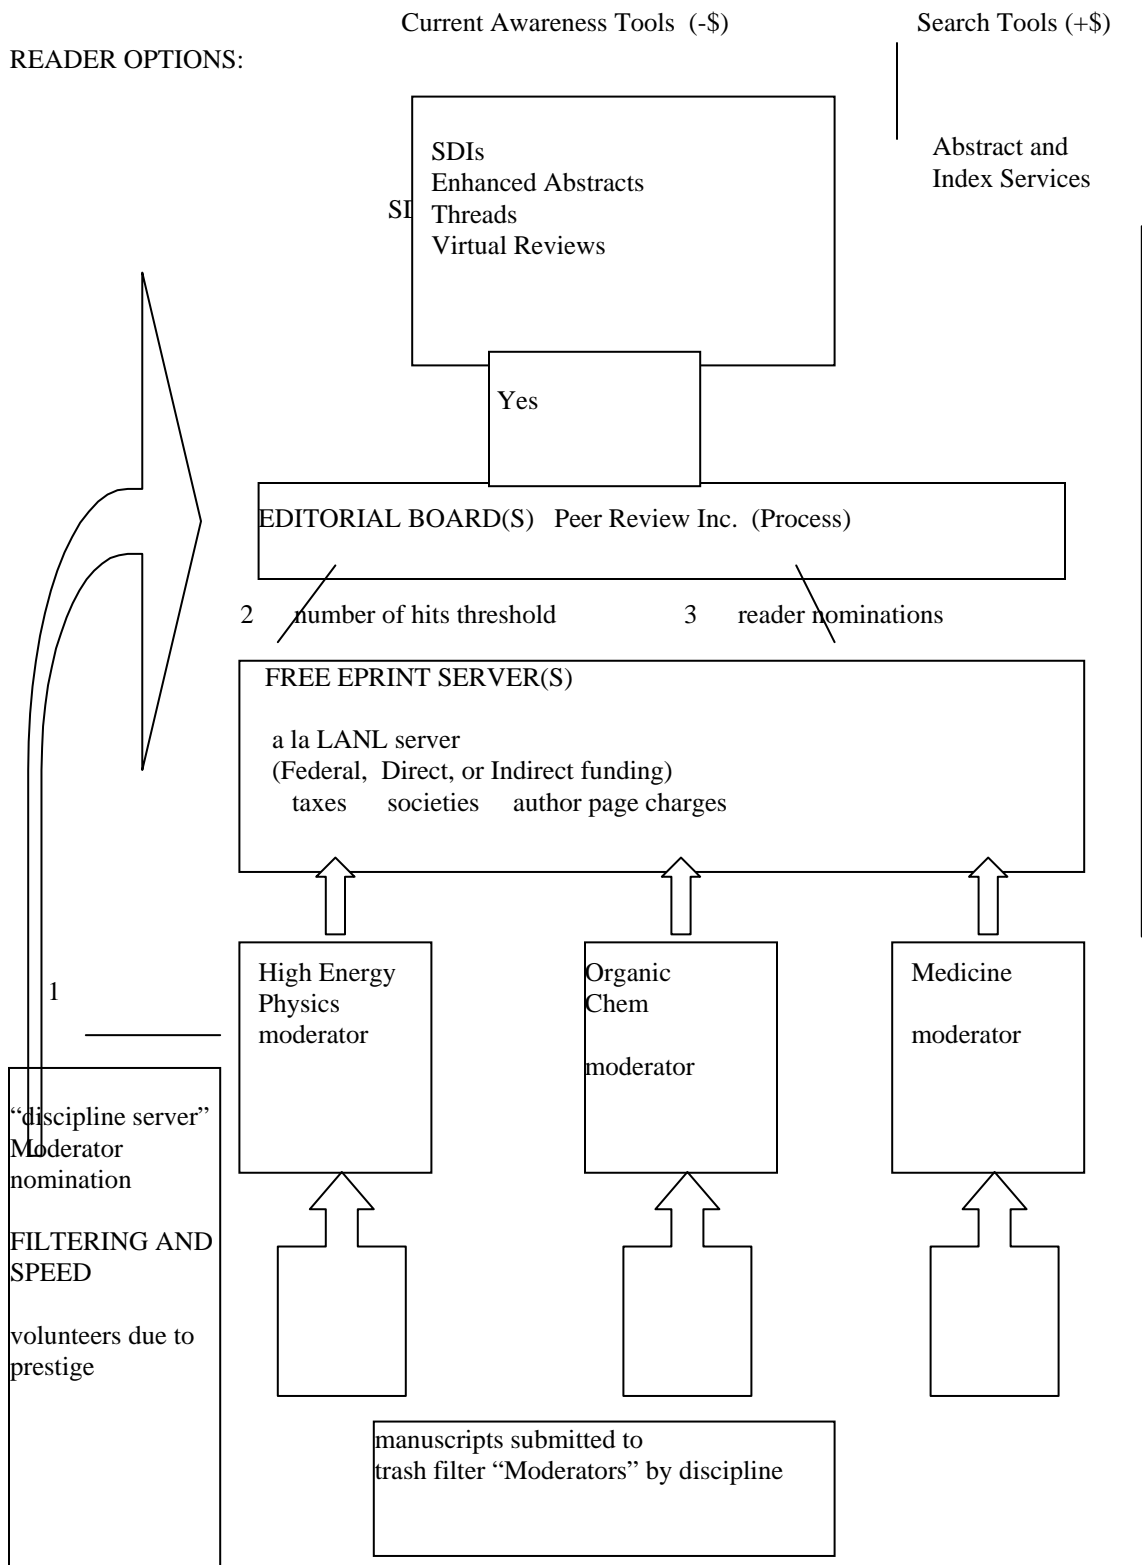 Current Awareness Tools (-$)
Search Tools (+$)
READER OPTIONS:
SDIs
Enhanced Abstracts
Threads
Virtual Reviews
Abstract and
Index Services
Yes
EDITORIAL BOARD(S) Peer Review Inc. (Process)
2 number of hits threshold
3 reader nominations
FREE EPRINT SERVER(S)
a la LANL server
(Federal, Direct, or Indirect funding)
taxes societies author page charges
High Energy
Physics
moderator
Organic
Chem
moderator
Medicine
moderator
1
“discipline server”
Moderator
nomination
FILTERING AND
SPEED
volunteers due to
prestige
manuscripts submitted to
trash filter “Moderators” by discipline